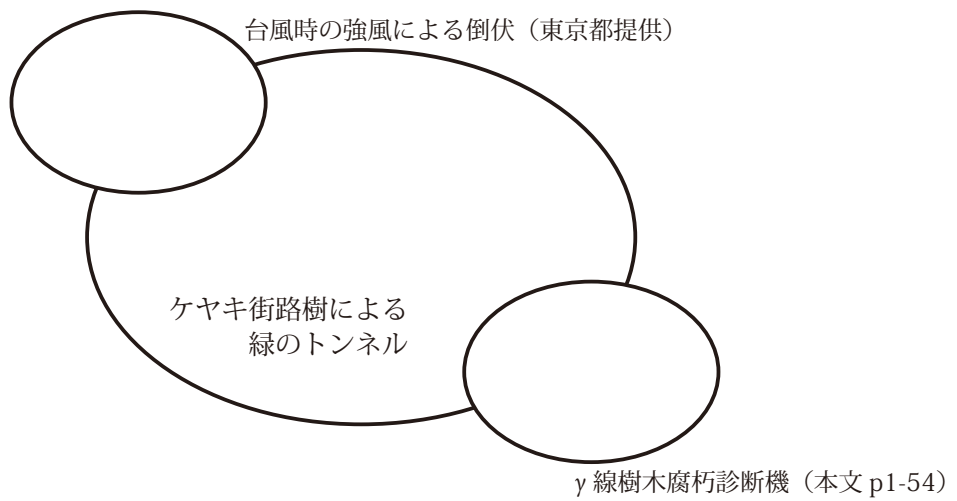 台風時の強風による倒伏（東京都提供）
ケヤキ街路樹による
緑のトンネル
γ線樹木腐朽診断機（本文 p1-54）